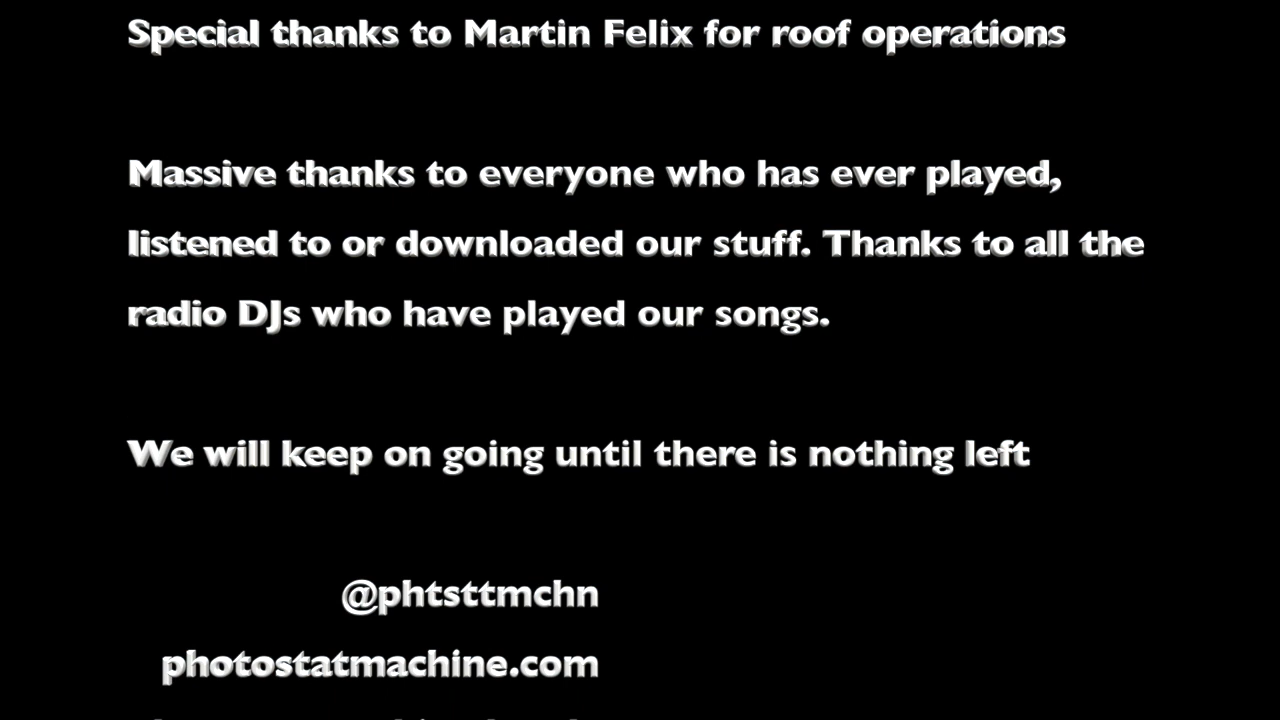 Special thanks to Martin Felix for roof operations
Massive thanks to everyone who has ever played,
listened to or downloaded our stuff. Thanks to all the
radio DJs who have played our songs.
We will keep on going until there is nothing left
@phtsttmchn
photostatmachine.com